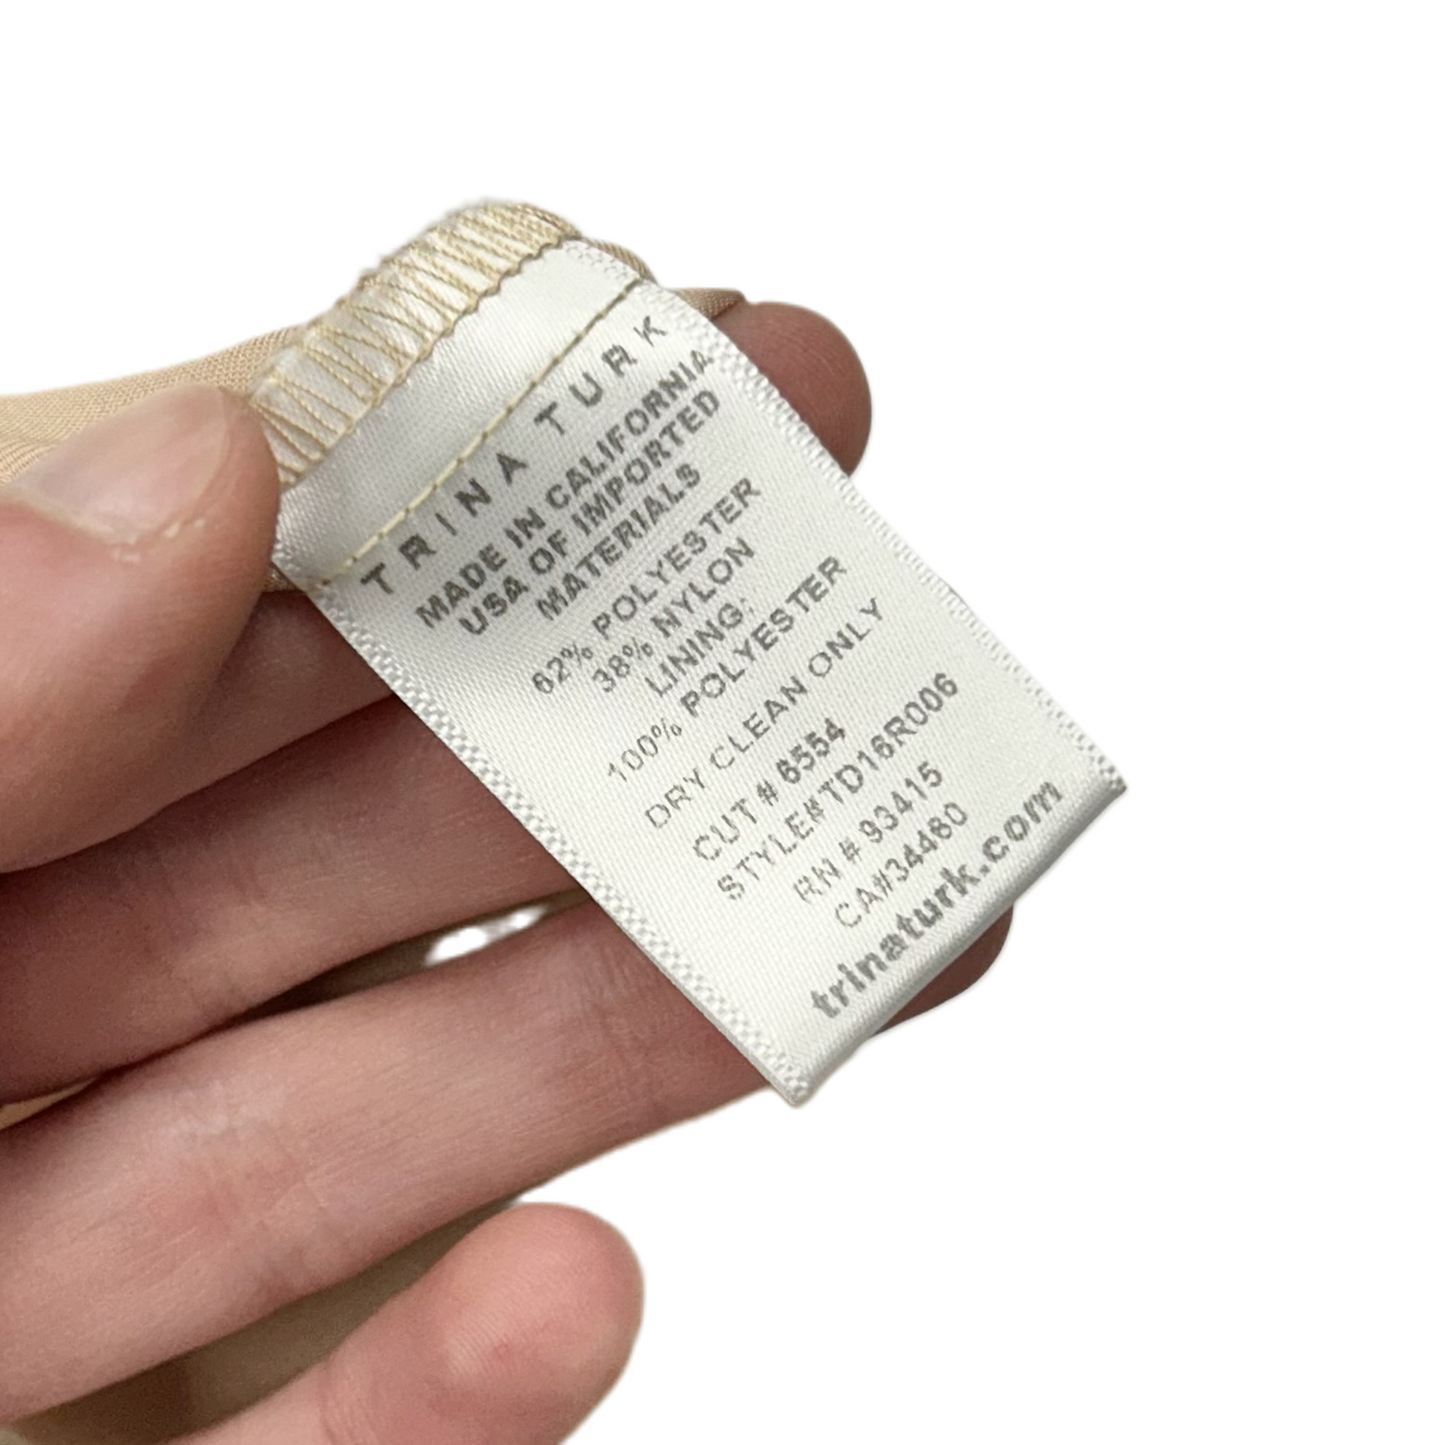 TRINA TURK
MADE IN CALIFORNIA
USA OF IMPORTED
MATERIALS
62% POLYESTER
38% NYLON
LINING:
100% POLYESTER
DRY CLEAN ONLY
CUT # 6554
STYLE#TD16R006
RN # 93415
CA#34460
trinaturk.com